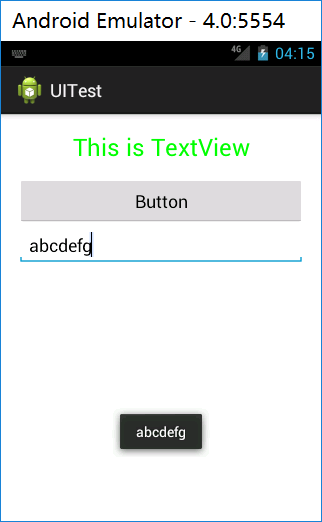 Android Emulator - 4.0:5554
4G 04:15
UITest
This is TextView
Button
abcdefg
abcdefg